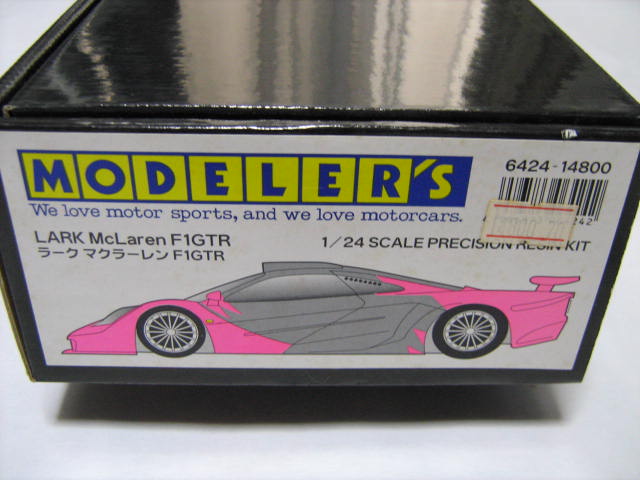 MODELER'S
We love motor sports, and we love motorcars.
6424-14800
LARK McLaren F1GTR
ラーク マクラーレン F1GTR
1/24 SCALE PRECISION RESIN KIT